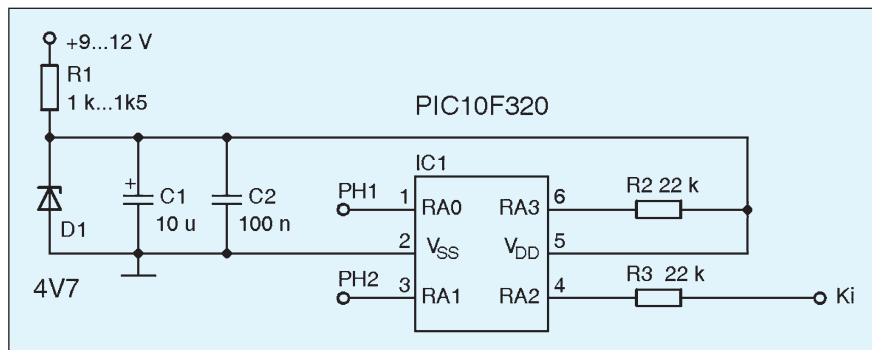 +9...12 V
R1
1 k...1k5
PIC10F320
IC1
PH1
1
RA0
RA3
6
R2 22 k
+
C1
10 u
C2
100 n
D1
2
VSS
VDD
5
4V7
PH2
3
RA1
RA2
4
R3 22 k
Ki